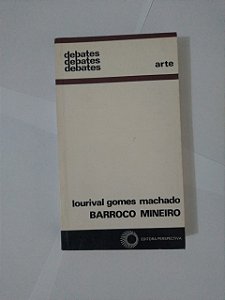 debates
debates
debates
arte
lourival gomes machado
BARROCO MINEIRO
EDITORA PERSPECTIVA